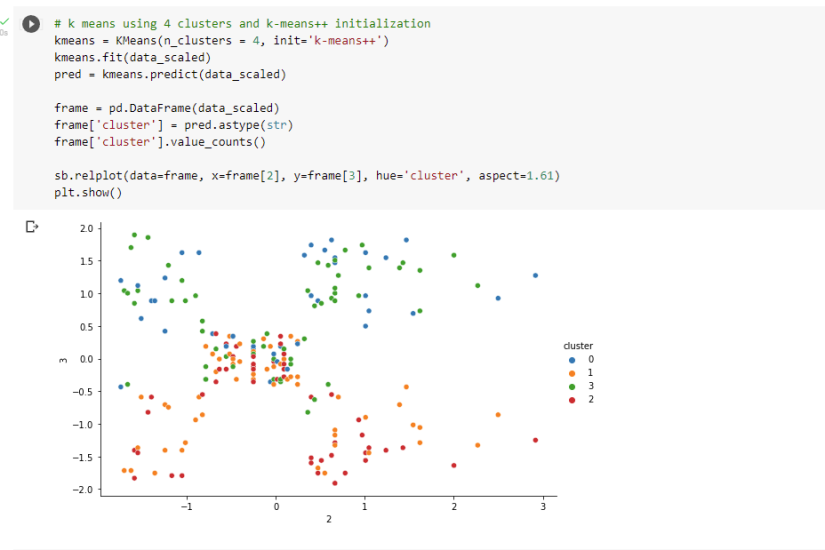 # k means using 4 clusters and k-means++ initialization
kmeans = KMeans(n_clusters = 4, init='k-means++')
kmeans.fit(data_scaled)
pred = kmeans.predict(data_scaled)
frame = pd.DataFrame(data_scaled)
frame['cluster'] = pred.astype(str)
frame['cluster'].value_counts()
sb.relplot(data=frame, x=frame[2], y=frame[3], hue='cluster', aspect=1.61)
plt.show()
2.0
1.5
1.0
0.5
0.0
−0.5
−1.0
−1.5
−2.0
3
−1 0 1 2 3
2
cluster
0
1
3
2